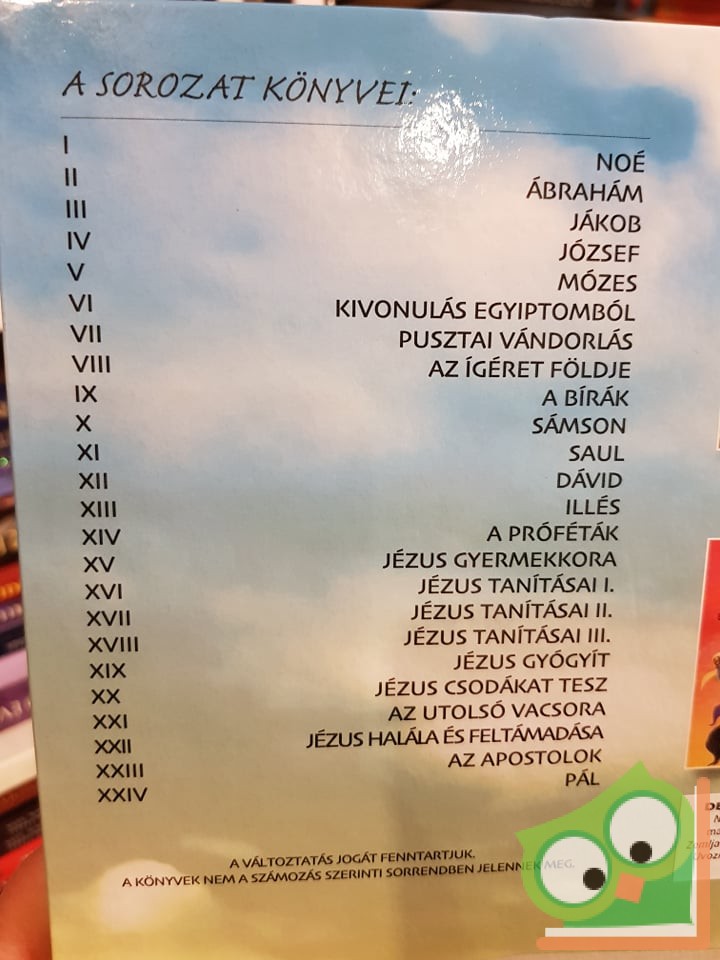 A SOROZAT KÖNYVEI:
I NOÉ
II ÁBRAHÁM
III JÁKOB
IV JÓZSEF
V MÓZES
VI KIVONULÁS EGYIPTOMBÓL
VII PUSZTAI VÁNDORLÁS
VIII AZ ÍGÉRET FÖLDJE
IX A BÍRÁK
X SÁMSON
XI SAUL
XII DÁVID
XIII ILLÉS
XIV A PRÓFÉTÁK
XV JÉZUS GYERMEKKORA
XVI JÉZUS TANÍTÁSAI I.
XVII JÉZUS TANÍTÁSAI II.
XVIII JÉZUS TANÍTÁSAI III.
XIX JÉZUS GYÓGYÍT
XX JÉZUS CSODÁKAT TESZ
XXI AZ UTOLSÓ VACSORA
XXII JÉZUS HALÁLA ÉS FELTÁMADÁSA
XXIII AZ APOSTOLOK
XXIV PÁL
A VÁLTOZTATÁS JOGÁT FENNTARTJUK.
A KÖNYVEK NEM A SZÁMOZÁS SZERINTI SORRENDBEN JELENNEK MEG.